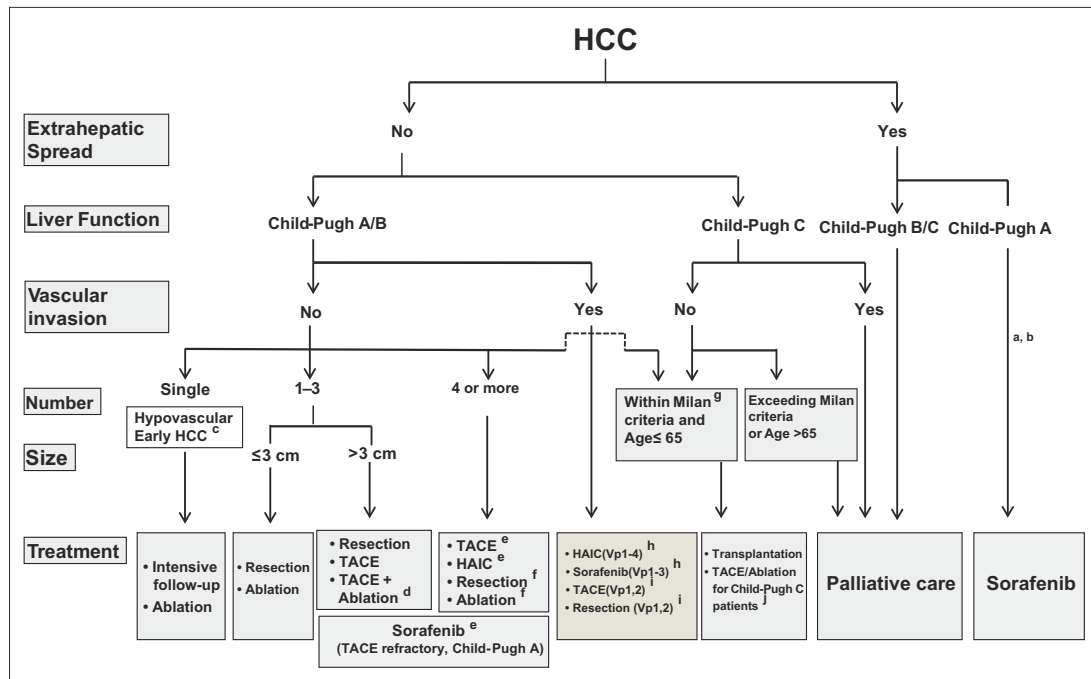 HCC
Extrahepatic
Spread
No
Yes
Liver Function
Child-Pugh A/B
Child-Pugh C
Child-Pugh B/C
Child-Pugh A
Vascular
invasion
No
Yes
No
Yes
a, b
Number
Single
1–3
4 or more
Hypovascular
Early HCC c
Within Milan g
criteria and
Age≤ 65
Exceeding Milan
criteria
or Age >65
Size
≤3 cm
>3 cm
Treatment
• Intensive
follow-up
• Ablation
• Resection
• Ablation
• Resection
• TACE
• TACE +
Ablation d
• TACE e
• HAIC e
• Resection f
• Ablation f
Sorafenib e
(TACE refractory, Child-Pugh A)
• HAIC(Vp1-4) h
• Sorafenib(Vp1-3) h
• TACE(Vp1,2) i
• Resection (Vp1,2) i
• Transplantation
• TACE/Ablation
for Child-Pugh C
patients j
Palliative care
Sorafenib